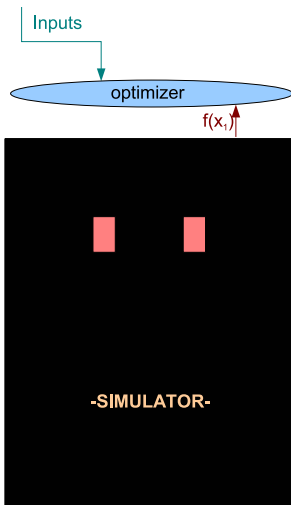 Inputs
optimizer
f(x₁)
-SIMULATOR-